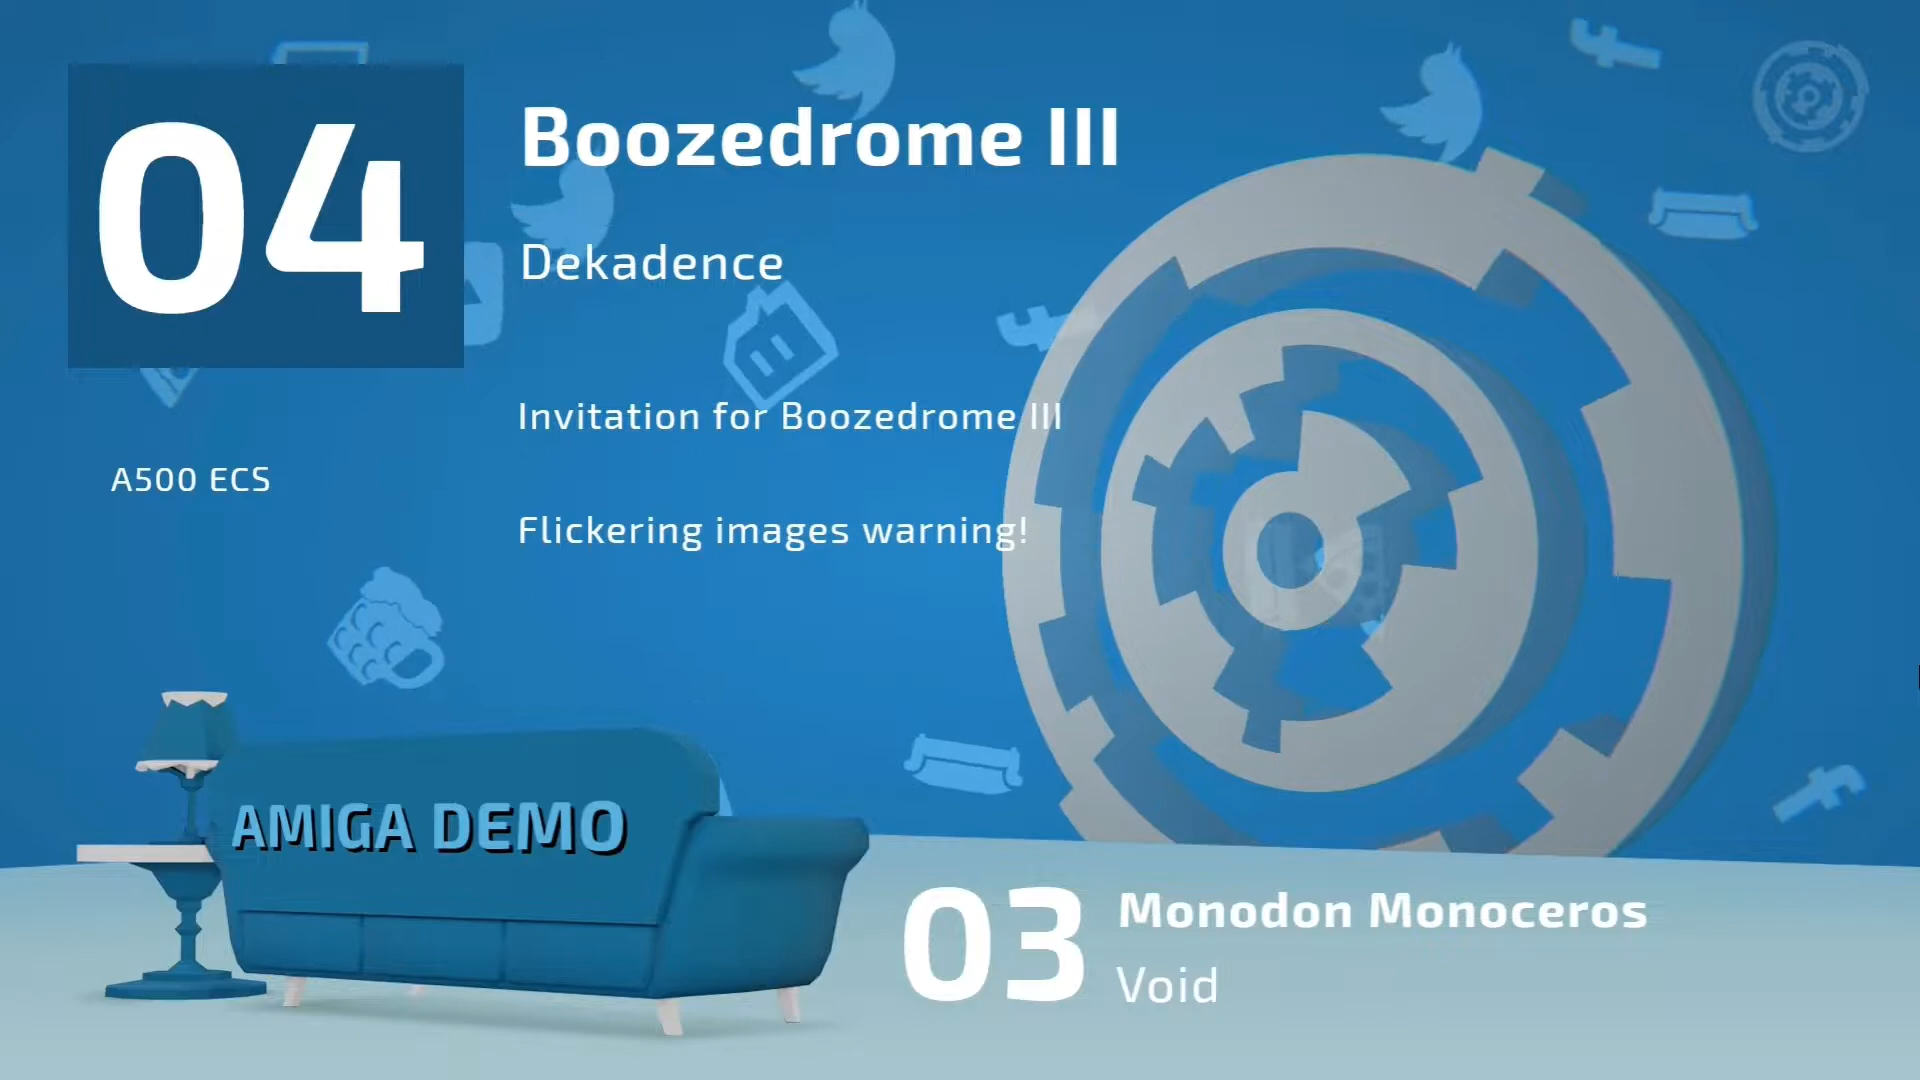 04
Boozedrome III
Dekadence
Invitation for Boozedrome III
A500 ECS
Flickering images warning!
AMIGA DEMO
03
Monodon Monoceros
Void